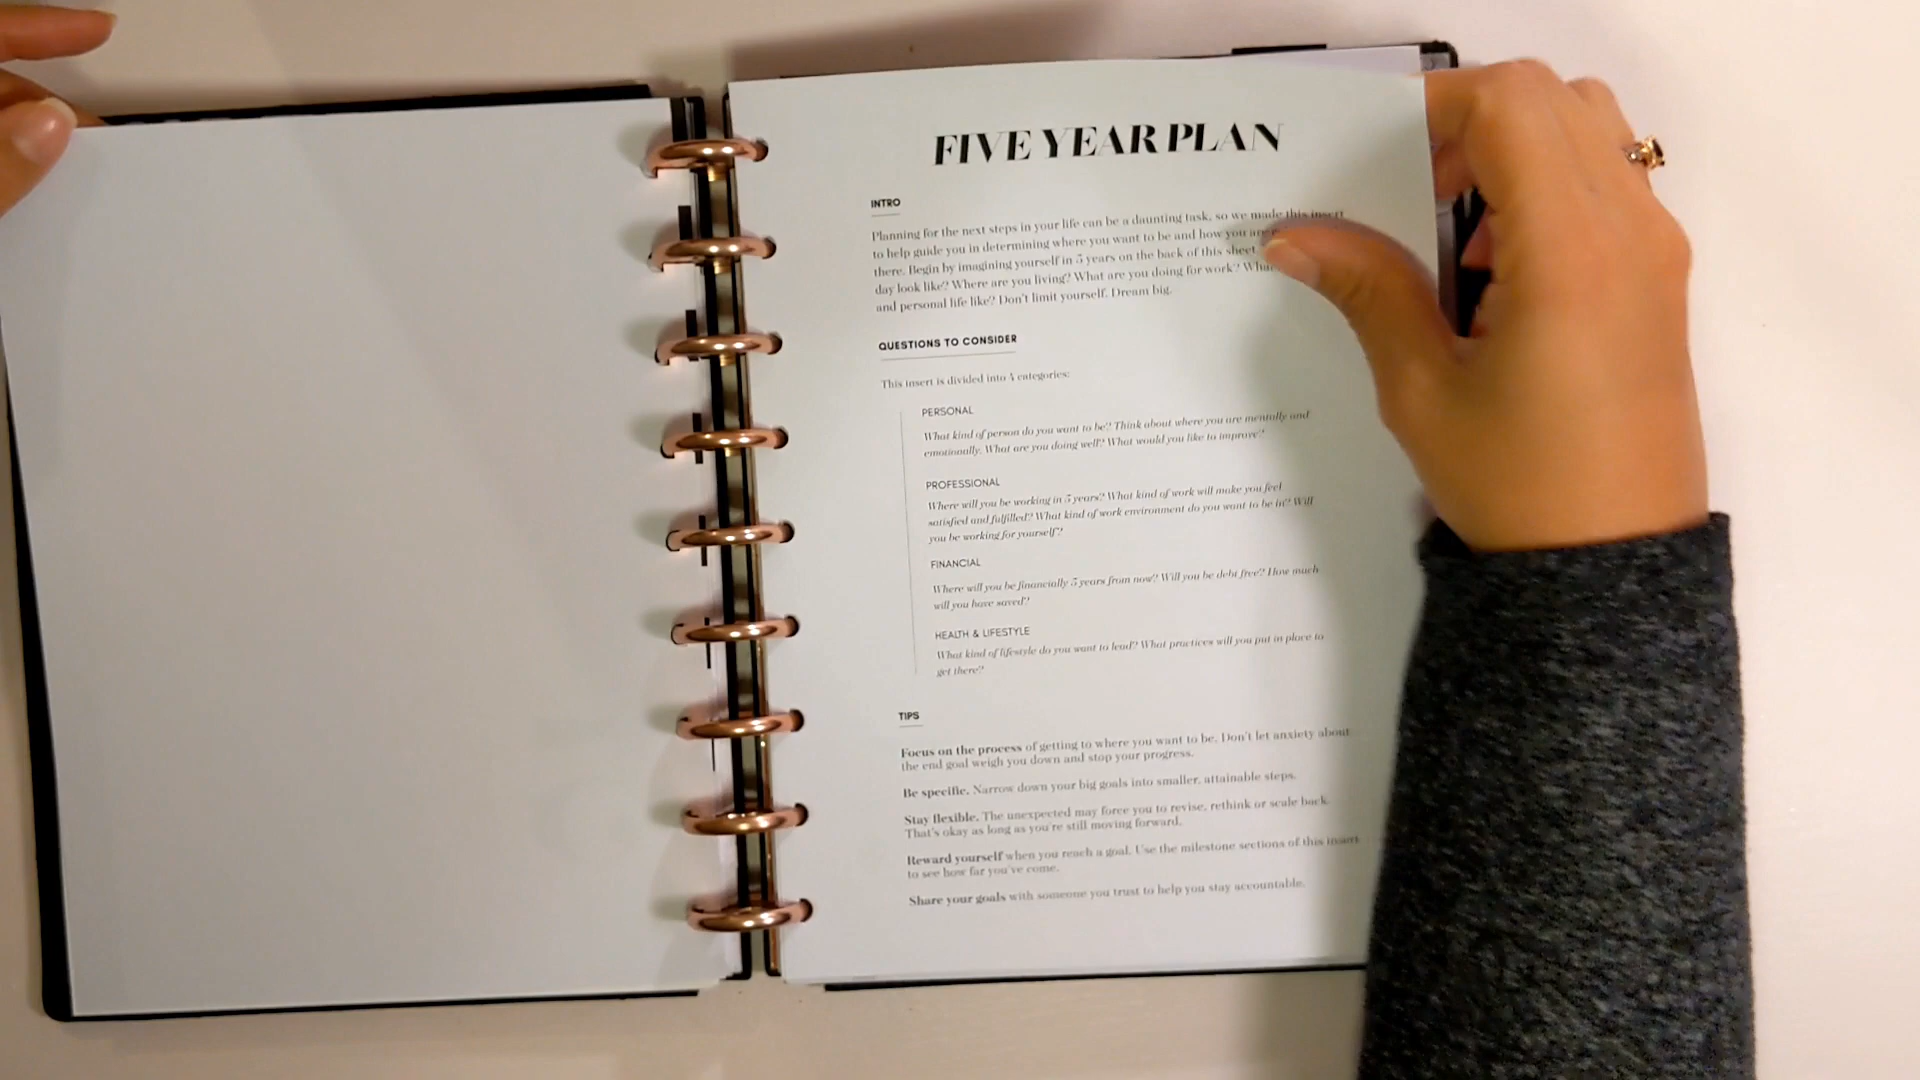 FIVE YEAR PLAN
INTRO
Planning for the next steps in your life can be a daunting task, so we made this insert
to help guide you in determining where you want to be and how you are
there. Begin by imagining yourself in 5 years on the back of this sheet.
day look like? Where are you living? What are you doing for work? What
and personal life like? Don't limit yourself. Dream big.
QUESTIONS TO CONSIDER
This insert is divided into 4 categories:
PERSONAL
What kind of person do you want to be? Think about where you are mentally and
emotionally. What are you doing well? What would you like to improve?
PROFESSIONAL
Where will you be working in 5 years? What kind of work will make you feel
satisfied and fulfilled? What kind of work environment do you want to be in? Will
you be working for yourself?
FINANCIAL
Where will you be financially 5 years from now? Will you be debt free? How much
will you have saved?
HEALTH & LIFESTYLE
What kind of lifestyle do you want to lead? What practices will you put in place to
get there?
TIPS
Focus on the process of getting to where you want to be. Don't let anxiety about
the end goal weigh you down and stop your progress.
Be specific. Narrow down your big goals into smaller, attainable steps.
Stay flexible. The unexpected may force you to revise, rethink or scale back.
That's okay as long as you're still moving forward.
Reward yourself when you reach a goal. Use the milestone sections of this insert
to see how far you've come.
Share your goals with someone you trust to help you stay accountable.